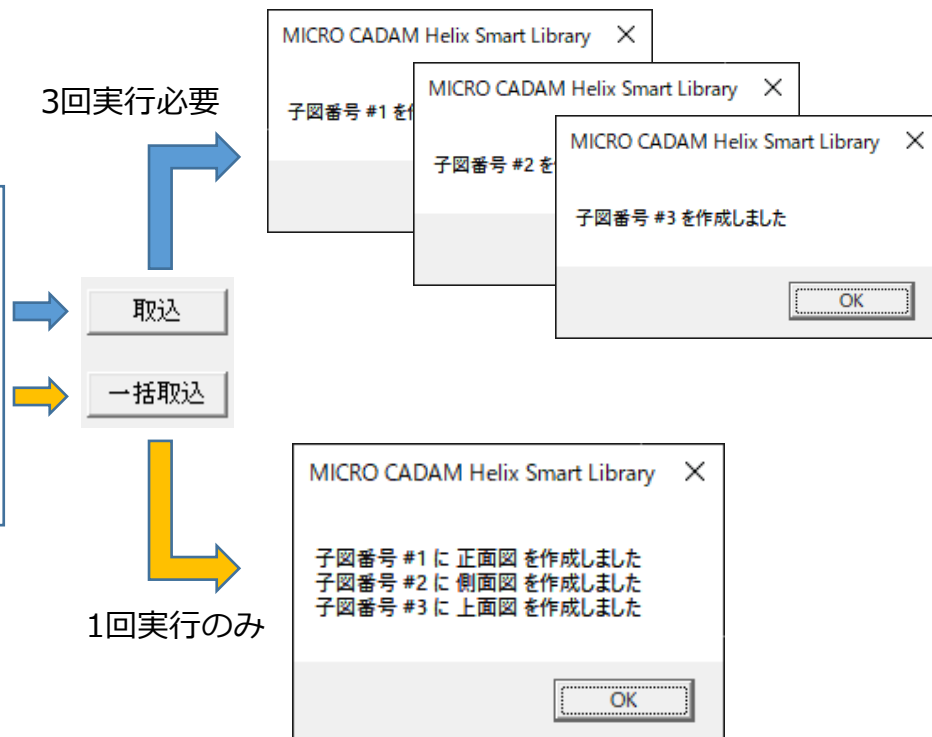 MICRO CADAM Helix Smart Library
3回実行必要
子図番号 #1 を
MICRO CADAM Helix Smart Library
子図番号 #2 を
MICRO CADAM Helix Smart Library
子図番号 #3 を作成しました
OK
取込
一括取込
MICRO CADAM Helix Smart Library
子図番号 #1 に 正面図 を作成しました
子図番号 #2 に 側面図 を作成しました
子図番号 #3 に 上面図 を作成しました
1回実行のみ
OK